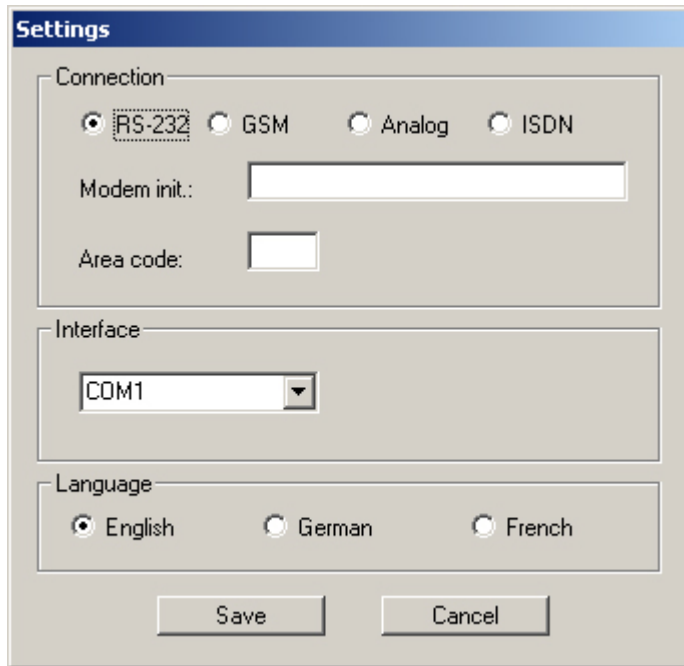 Settings
Connection
RS-232 GSM Analog ISDN
Modem init.:
Area code:
Interface
COM1
Language
English German French
Save Cancel